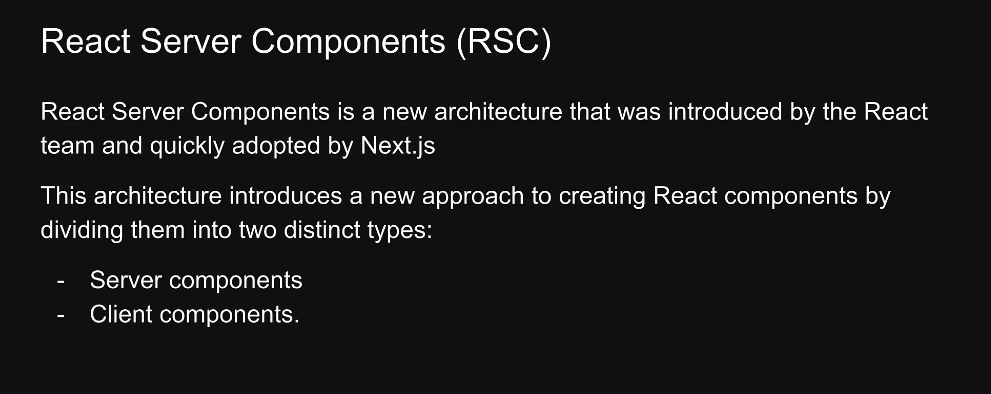 React Server Components (RSC)
React Server Components is a new architecture that was introduced by the React
team and quickly adopted by Next.js
This architecture introduces a new approach to creating React components by
dividing them into two distinct types:
- Server components
- Client components.